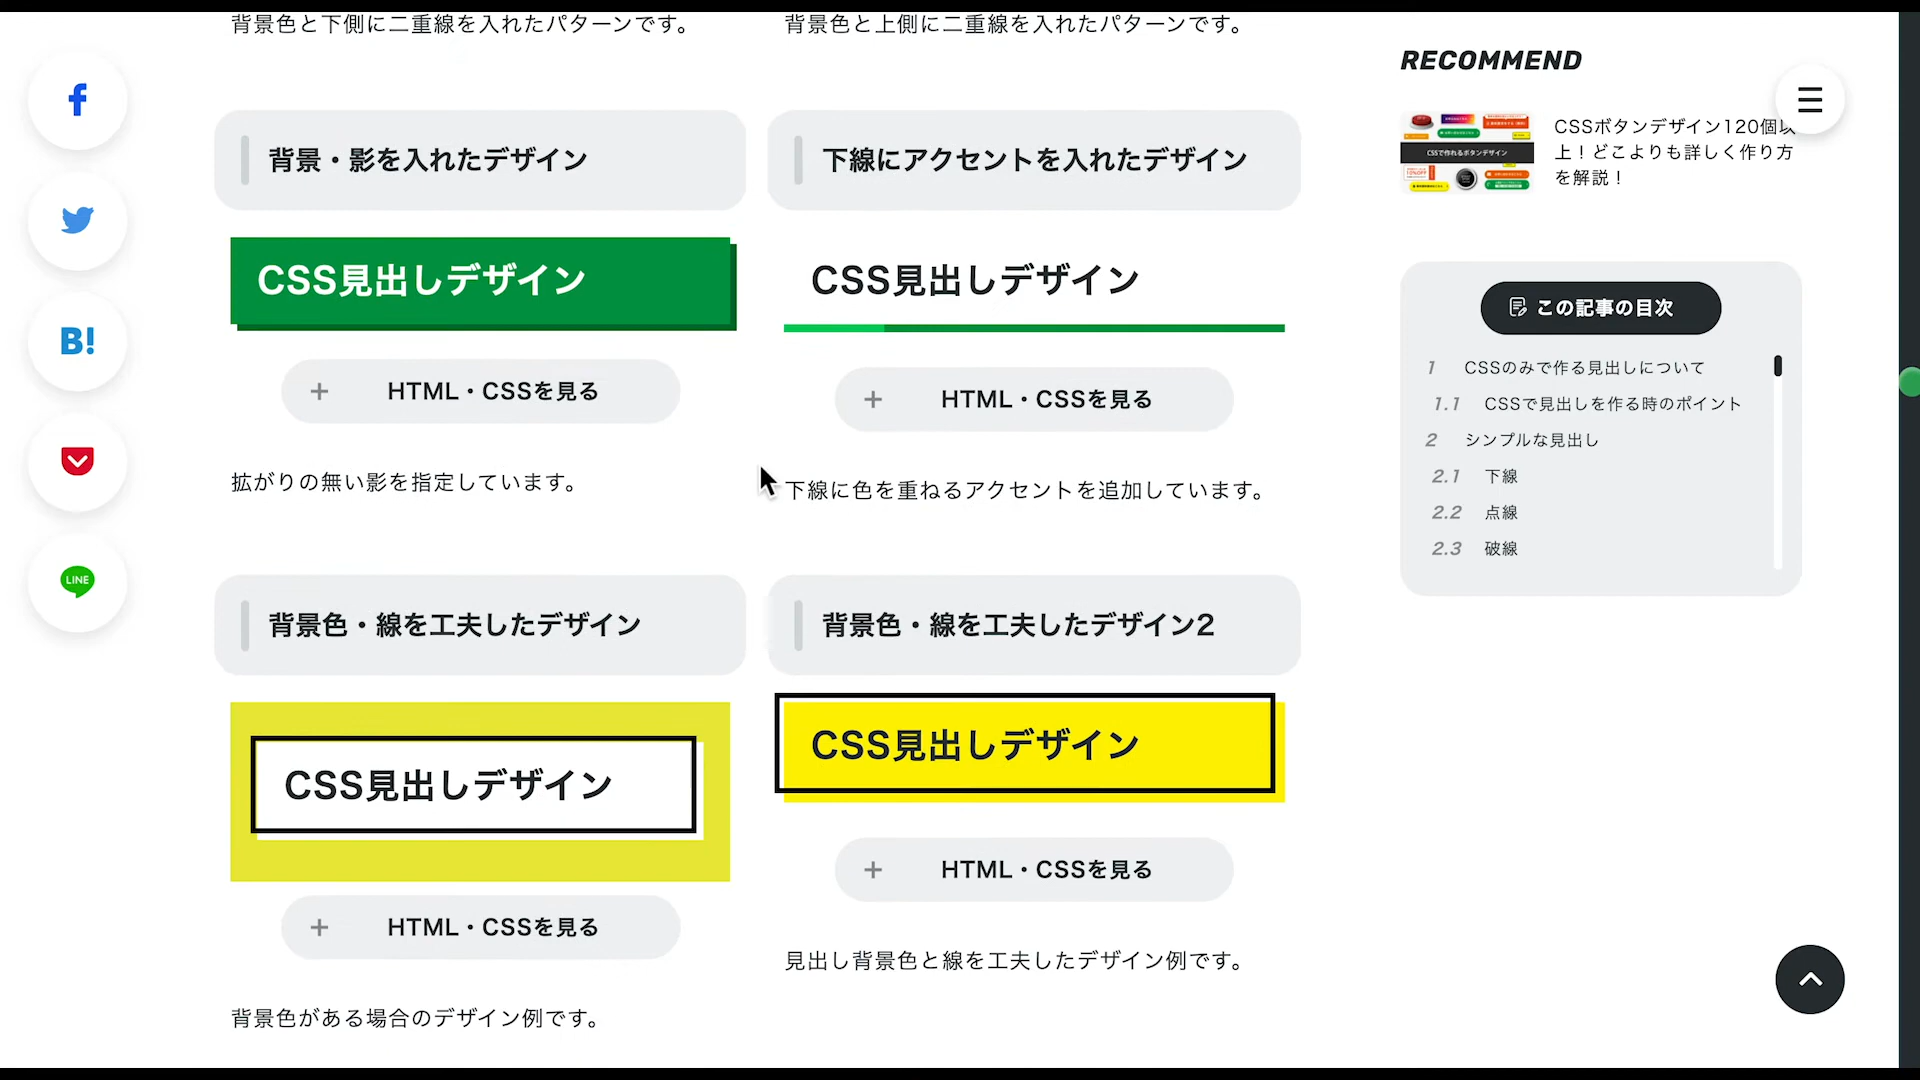 背景色と下側に二重線を入れたパターンです。
背景色と上側に二重線を入れたパターンです。
背景・影を入れたデザイン
下線にアクセントを入れたデザイン
CSS見出しデザイン
CSS見出しデザイン
HTML・CSSを見る
HTML・CSSを見る
拡がりの無い影を指定しています。
下線に色を重ねるアクセントを追加しています。
背景色・線を工夫したデザイン
背景色・線を工夫したデザイン2
CSS見出しデザイン
CSS見出しデザイン
HTML・CSSを見る
HTML・CSSを見る
背景色がある場合のデザイン例です。
見出し背景色と線を工夫したデザイン例です。
B!
LINE
RECOMMEND
CSSで作れるボタンデザイン
CSSボタンデザイン120個以
上！どこよりも詳しく作り方
を解説！
この記事の目次
1 CSSのみで作る見出しについて
1.1 CSSで見出しを作る時のポイント
2 シンプルな見出し
2.1 下線
2.2 点線
2.3 破線